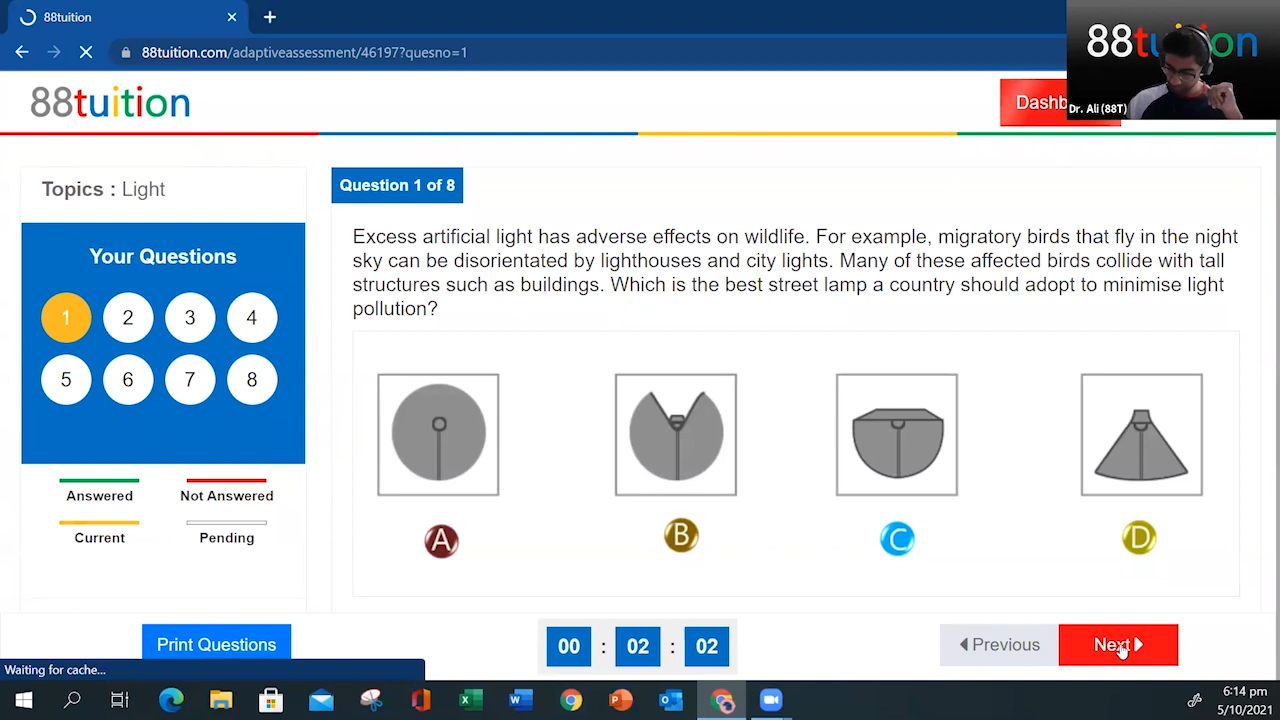 88tuition
88tuition.com/adaptiveassessment/46197?quesno=1
88tuition
Dr. Ali (88T)
88tuition
Dashb
Topics : Light
Your Questions
1 2 3 4
5 6 7 8
Answered Not Answered
Current Pending
Question 1 of 8
Excess artificial light has adverse effects on wildlife. For example, migratory birds that fly in the night
sky can be disorientated by lighthouses and city lights. Many of these affected birds collide with tall
structures such as buildings. Which is the best street lamp a country should adopt to minimise light
pollution?
A B C D
Print Questions
00 : 02 : 02
Previous Next
Waiting for cache...
6:14 pm
5/10/2021